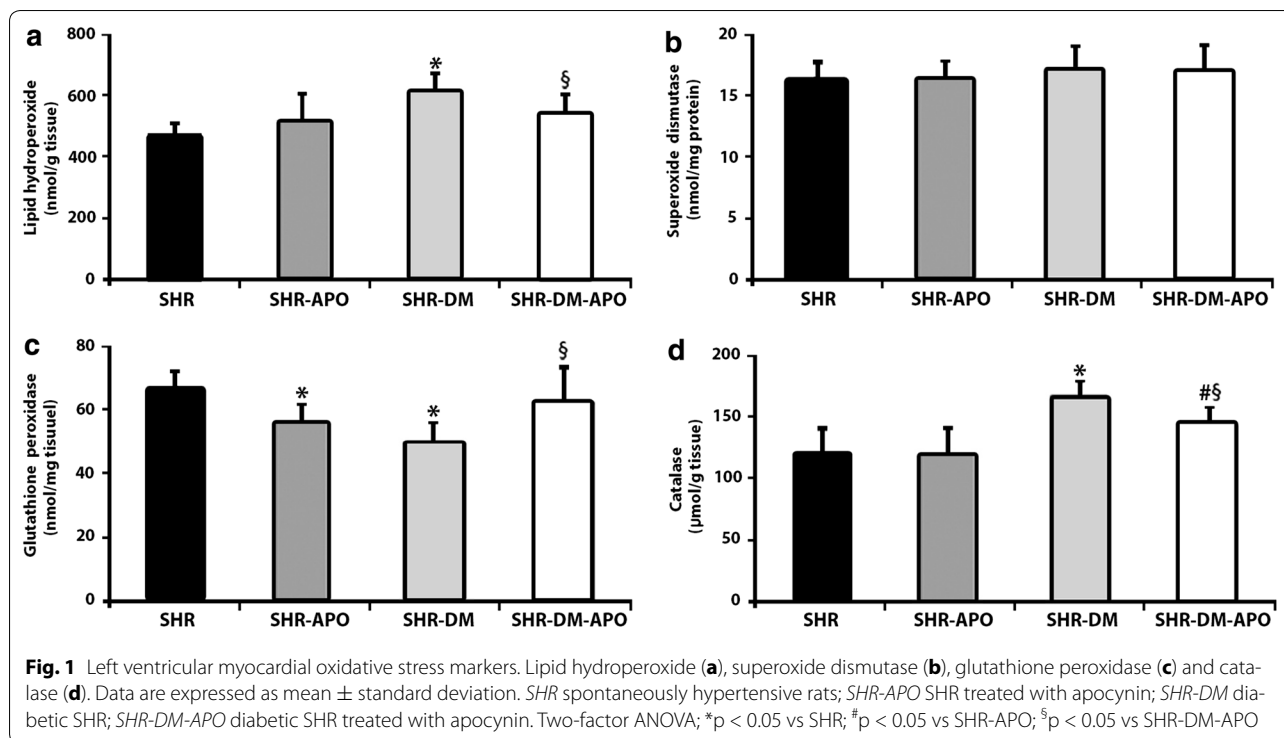 a
800
600
400
200
0
Lipid hydroperoxide
(nmol/g tissue)
*
§
SHR SHR-APO SHR-DM SHR-DM-APO
b
20
15
10
5
0
Superoxide dismutase
(nmol/mg protein)
SHR SHR-APO SHR-DM SHR-DM-APO
c
80
60
40
20
0
Glutathione peroxidase
(nmol/mg tisuuel)
*
*
§
SHR SHR-APO SHR-DM SHR-DM-APO
d
200
150
100
50
0
Catalase
(µmol/g tissue)
*
#§
SHR SHR-APO SHR-DM SHR-DM-APO
Fig. 1 Left ventricular myocardial oxidative stress markers. Lipid hydroperoxide (a), superoxide dismutase (b), glutathione peroxidase (c) and cata-
lase (d). Data are expressed as mean ± standard deviation. SHR spontaneously hypertensive rats; SHR-APO SHR treated with apocynin; SHR-DM dia-
betic SHR; SHR-DM-APO diabetic SHR treated with apocynin. Two-factor ANOVA; *p < 0.05 vs SHR; #p < 0.05 vs SHR-APO; §p < 0.05 vs SHR-DM-APO